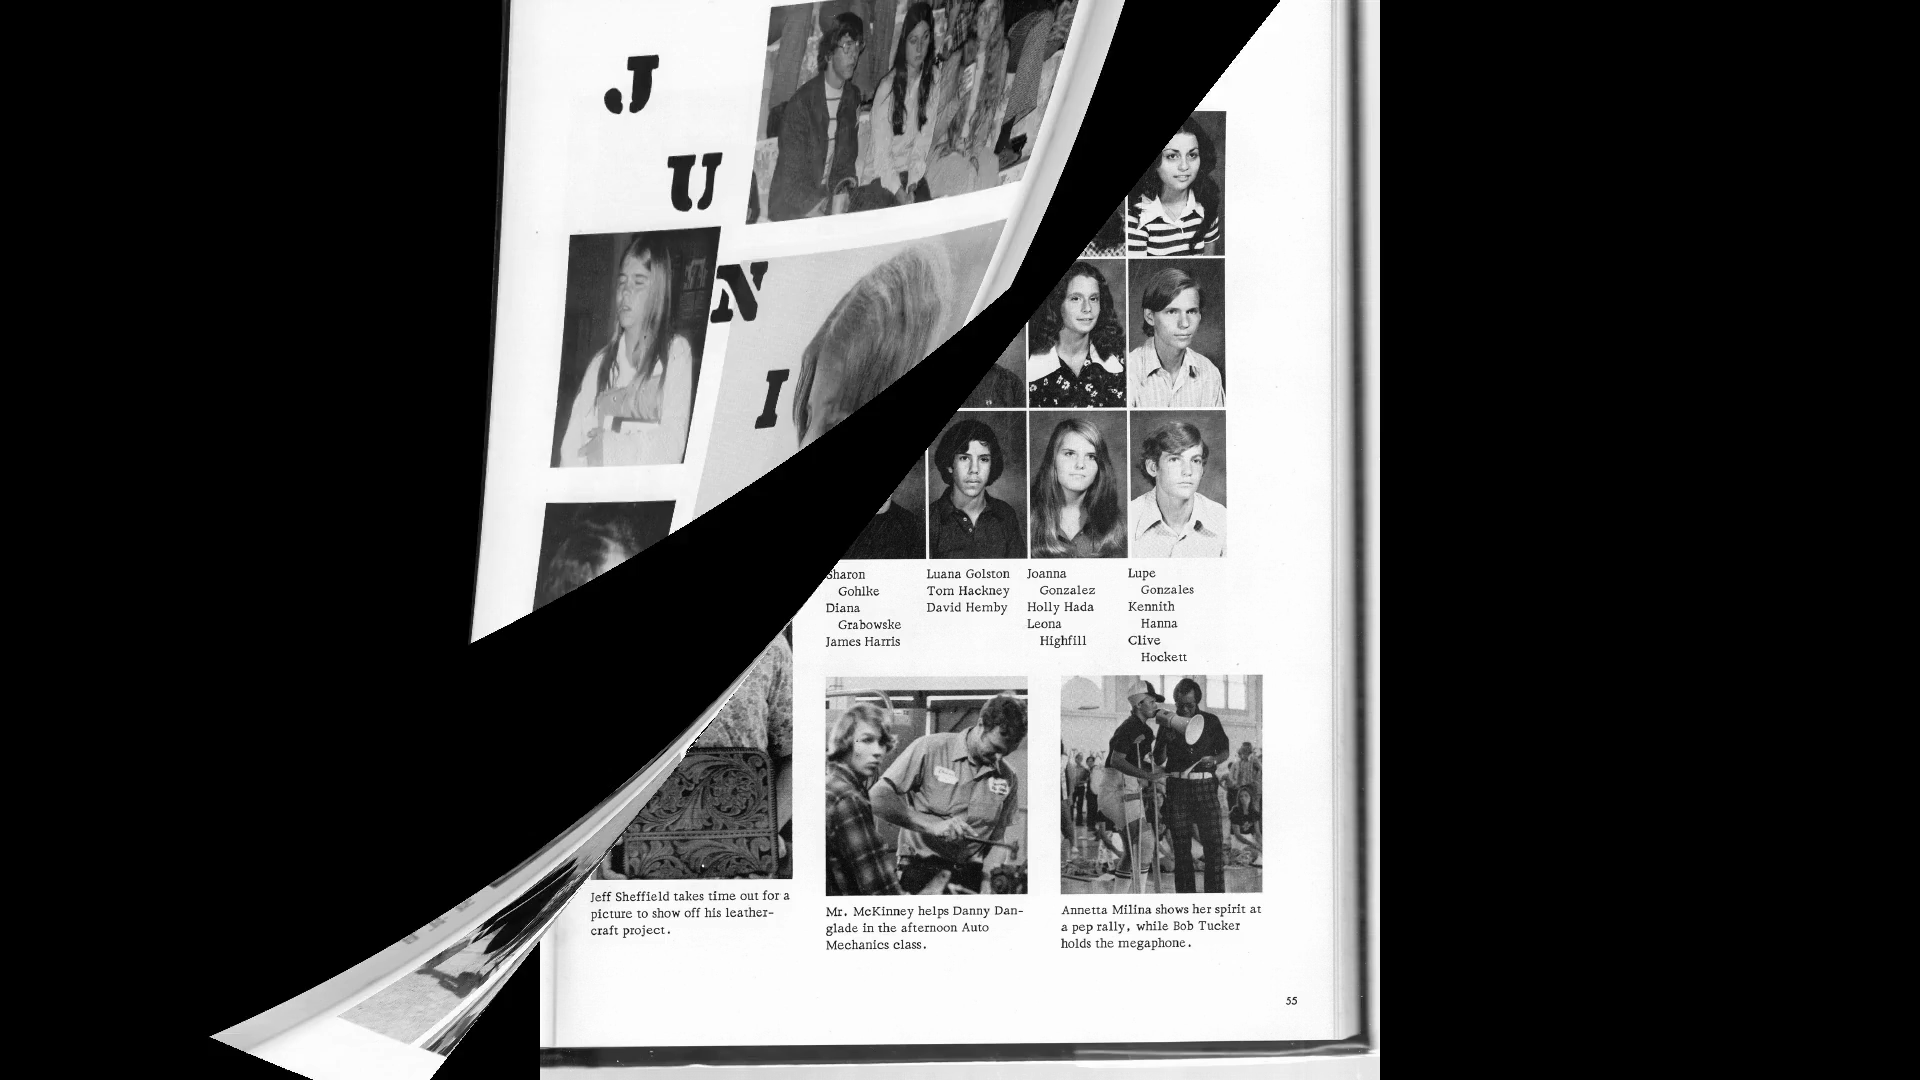 J
U
N
I
Sharon
Gohlke
Diana
Grabowske
James Harris
Luana Golston
Tom Hackney
David Hemby
Joanna
Gonzalez
Holly Hada
Leona
Highfill
Lupe
Gonzales
Kennith
Hanna
Clive
Hockett
Jeff Sheffield takes time out for a
picture to show off his leather-
craft project.
Mr. McKinney helps Danny Dan-
glade in the afternoon Auto
Mechanics class.
Annetta Milina shows her spirit at
a pep rally, while Bob Tucker
holds the megaphone.
55